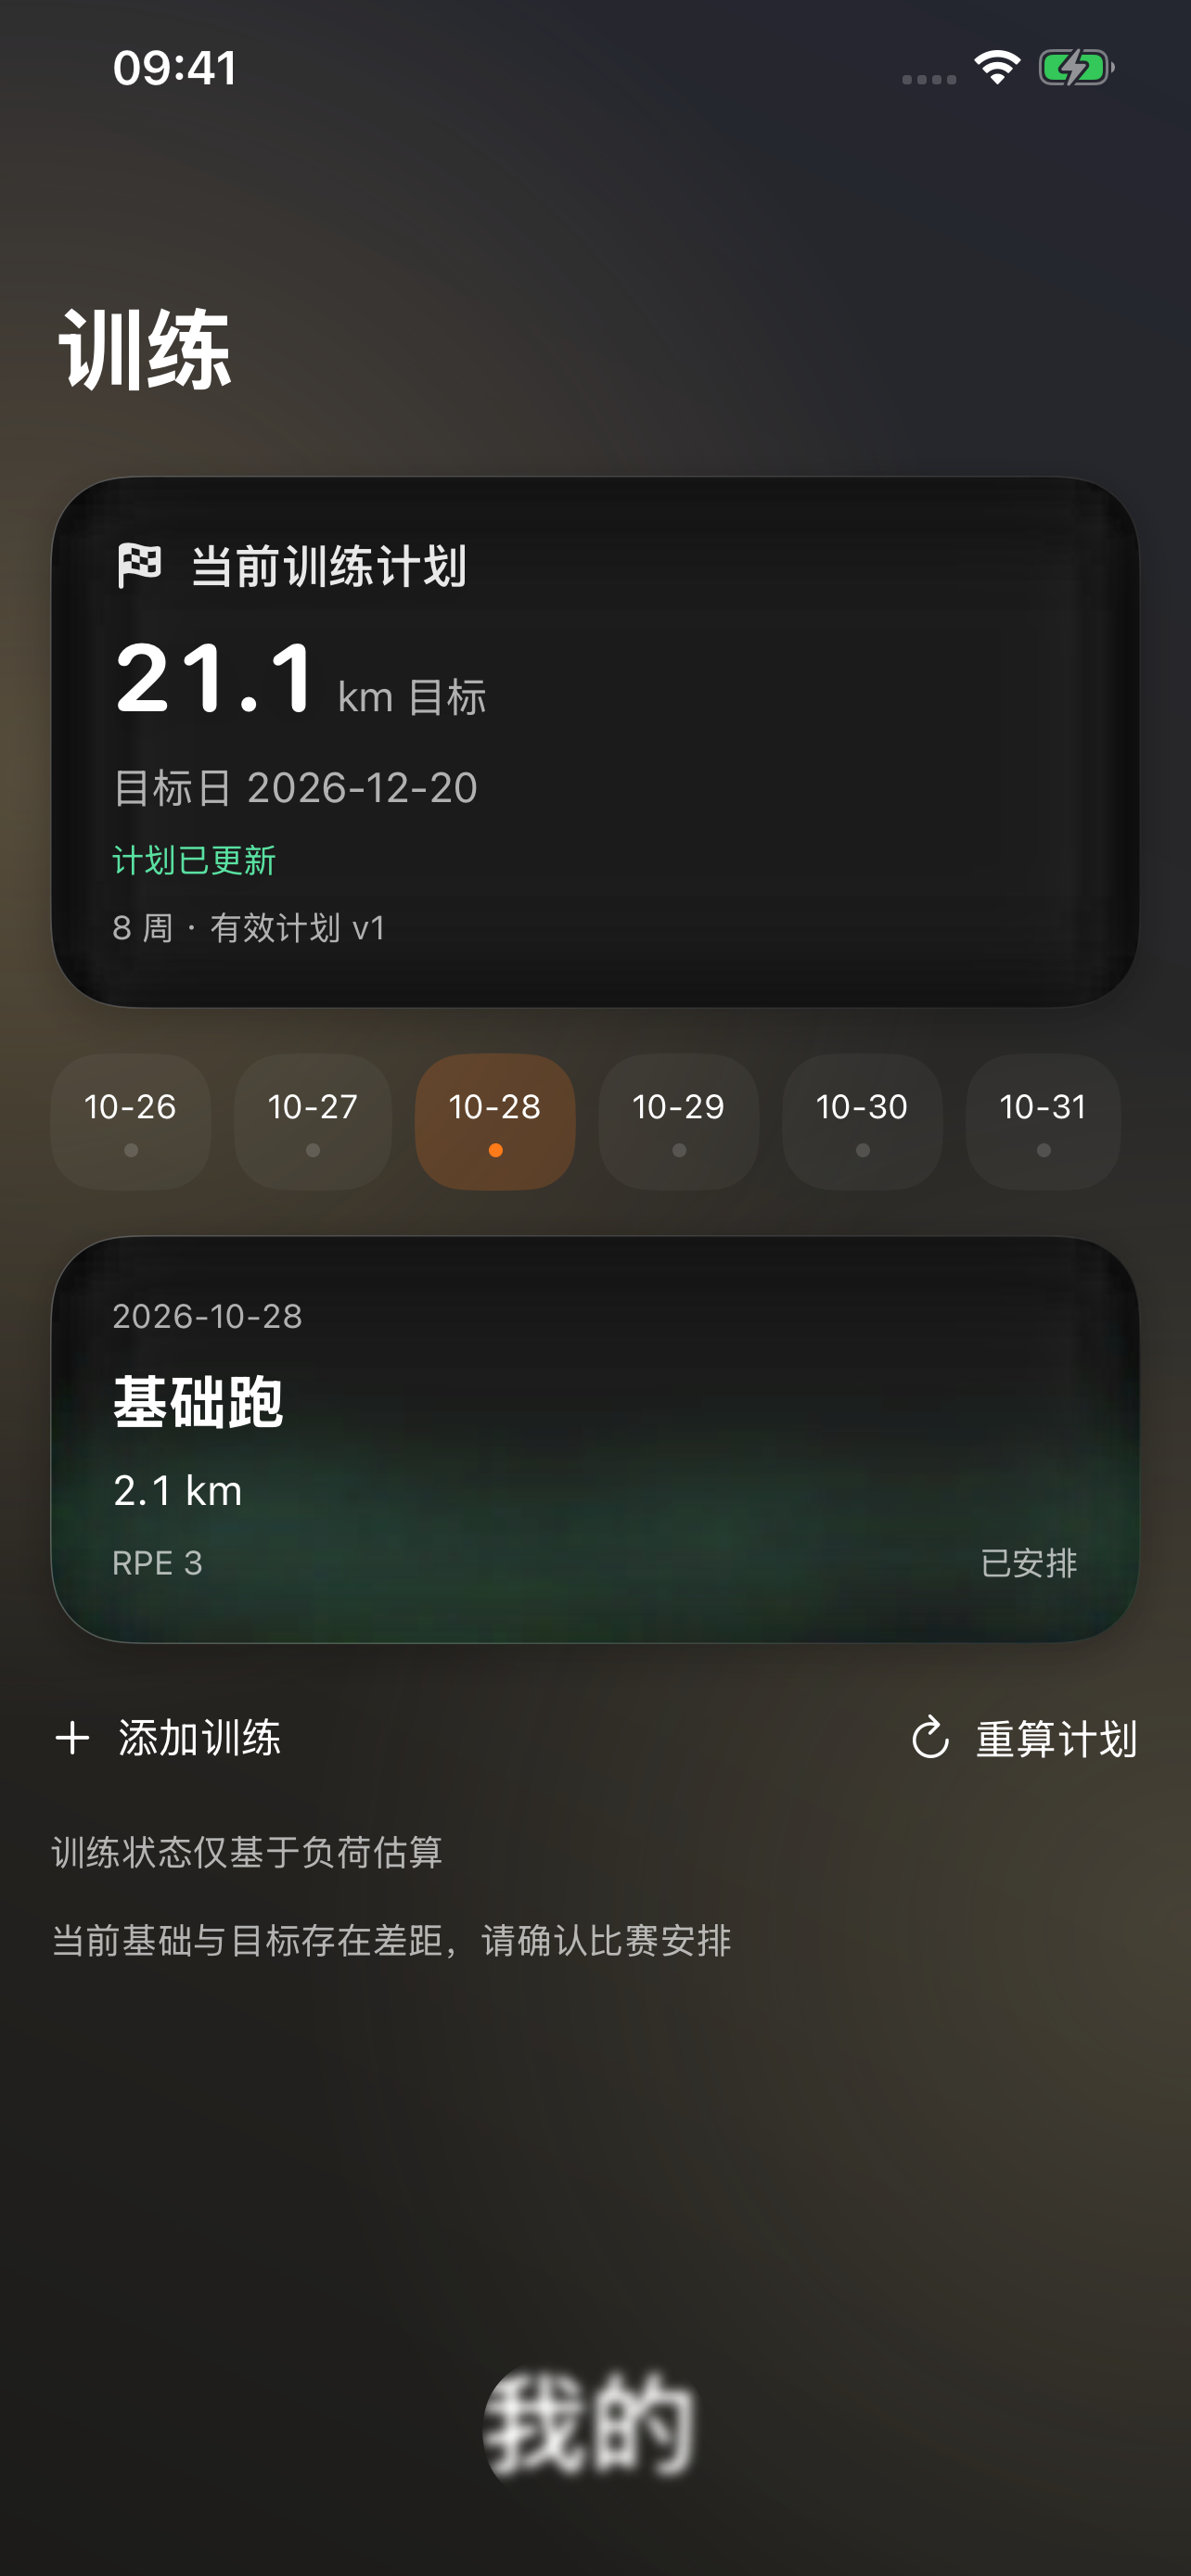 09:41
训练
当前训练计划
21.1 km 目标
目标日 2026-12-20
计划已更新
8 周 · 有效计划 v1
10-26 10-27 10-28 10-29 10-30 10-31
2026-10-28
基础跑
2.1 km
RPE 3 已安排
添加训练 重算计划
训练状态仅基于负荷估算
当前基础与目标存在差距，请确认比赛安排
我的